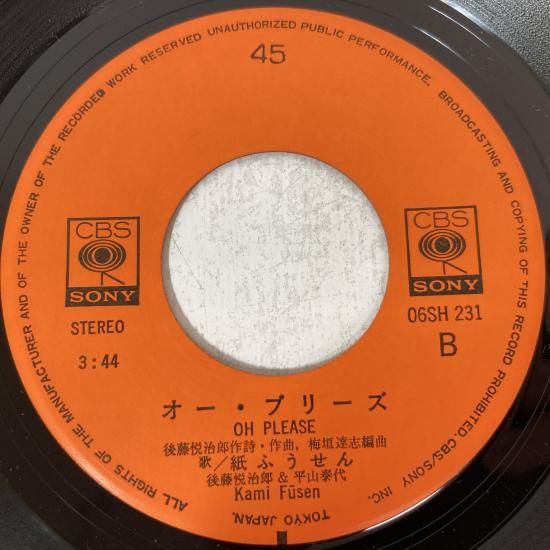 ALL RIGHTS OF THE MANUFACTURER AND OF THE OWNER OF THE RECORDED WORK RESERVED UNAUTHORIZED PUBLIC PERFORMANCE, BROADCASTING AND COPYING OF THIS RECORD PROHIBITED.CBS/SONY INC.
TOKYO JAPAN.
45
CBS
SONY
CBS
SONY
STEREO
06SH 231
3:44
B
オー・プリーズ
OH PLEASE
後藤悦治郎作詩・作曲, 梅垣達志編曲
歌/紙ふうせん
後藤悦治郎&平山泰代
Kami Fūsen